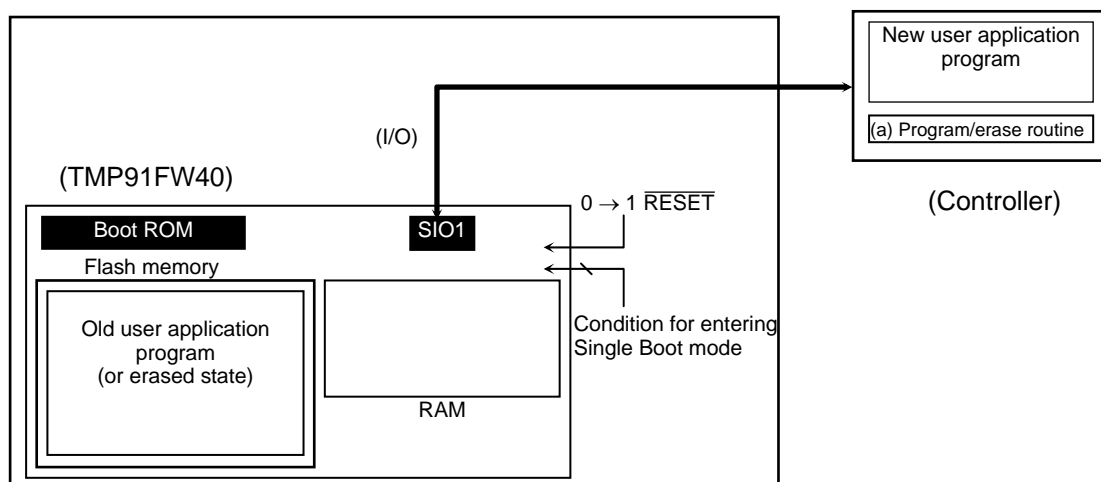 New user application
program
(a) Program/erase routine
(Controller)
(I/O)
(TMP91FW40)
0 → 1 R̅E̅S̅E̅T̅
Boot ROM
SIO1
Flash memory
Old user application
program
(or erased state)
Condition for entering
Single Boot mode
RAM